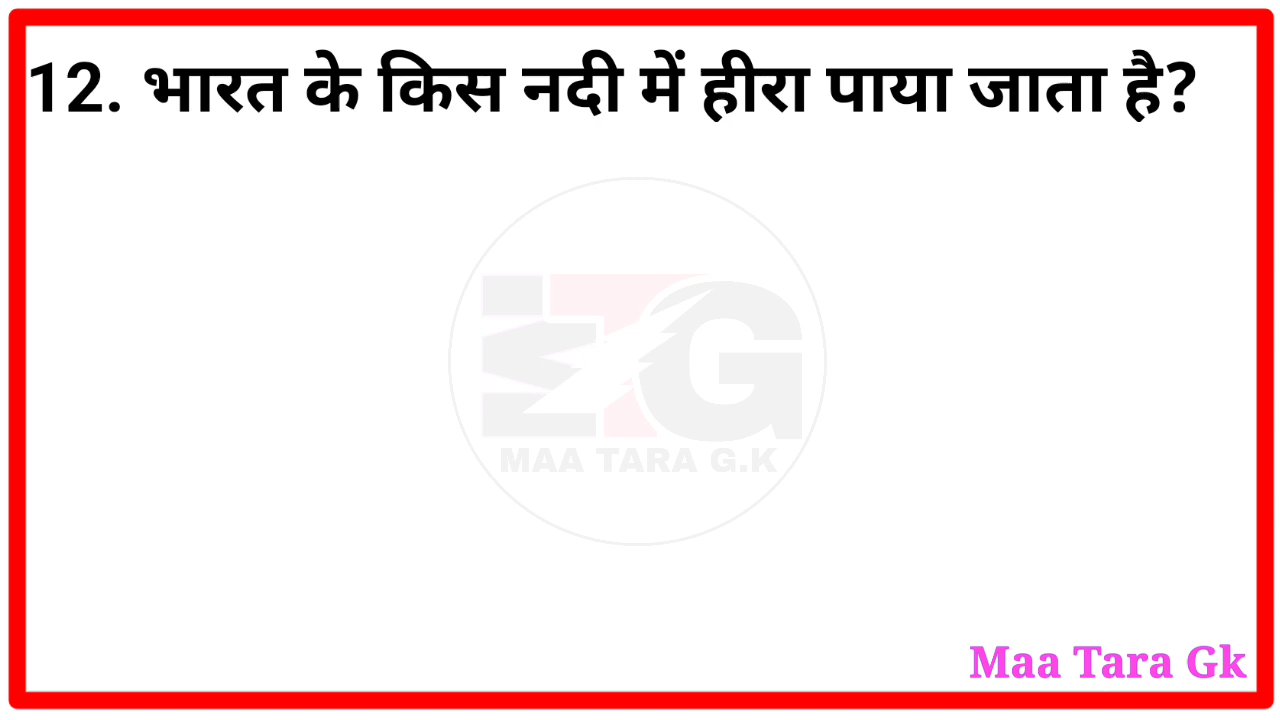 12. भारत के किस नदी में हीरा पाया जाता है?
MAA TARA G.K
Maa Tara Gk